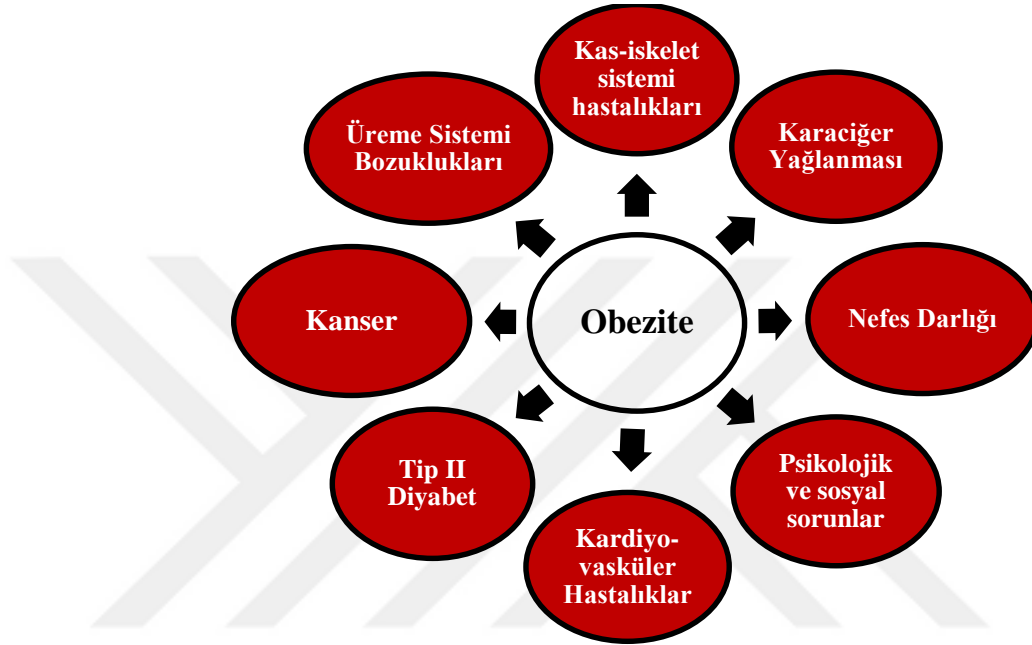 Kas-iskelet
sistemi
hastalıkları
Karaciğer
Yağlanması
Nefes Darlığı
Psikolojik
ve sosyal
sorunlar
Kardiyo-
vasküler
Hastalıklar
Tip II
Diyabet
Kanser
Üreme Sistemi
Bozuklukları
Obezite